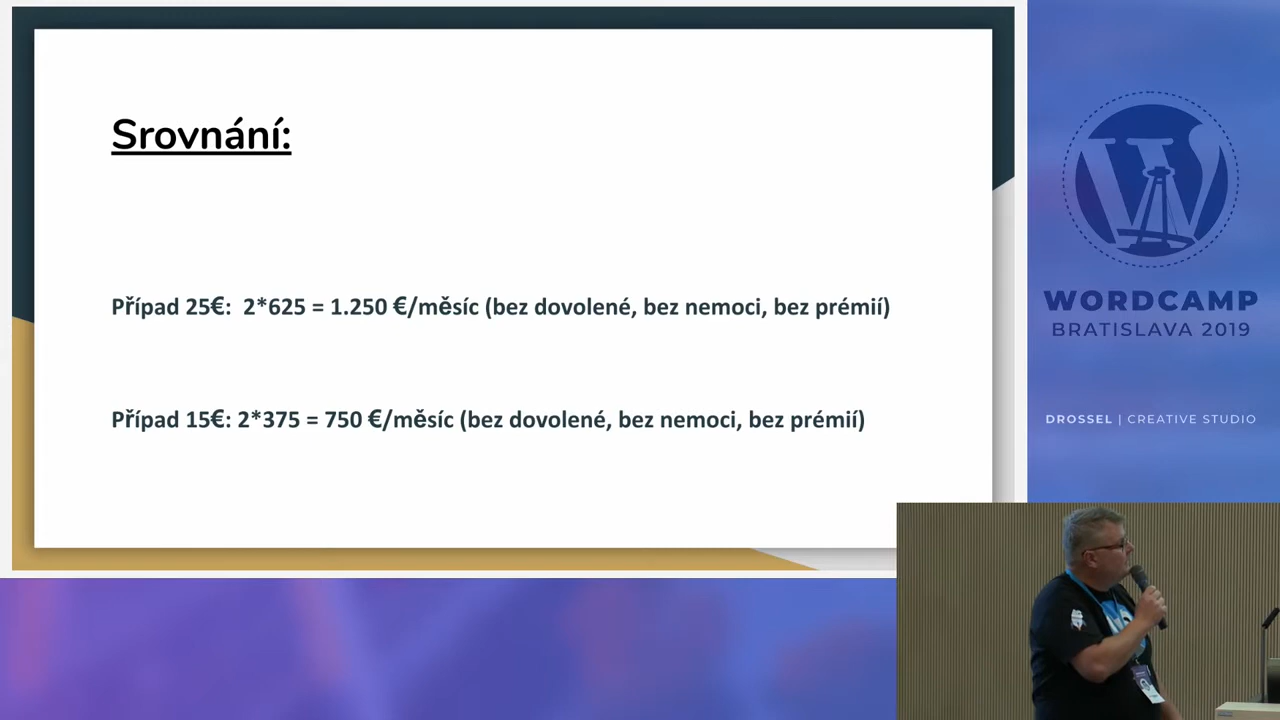 Srovnání:
Případ 25€:  2*625 = 1.250 €/měsíc (bez dovolené, bez nemoci, bez prémií)
Případ 15€: 2*375 = 750 €/měsíc (bez dovolené, bez nemoci, bez prémií)
WORDCAMP
BRATISLAVA 2019
DROSSEL | CREATIVE STUDIO